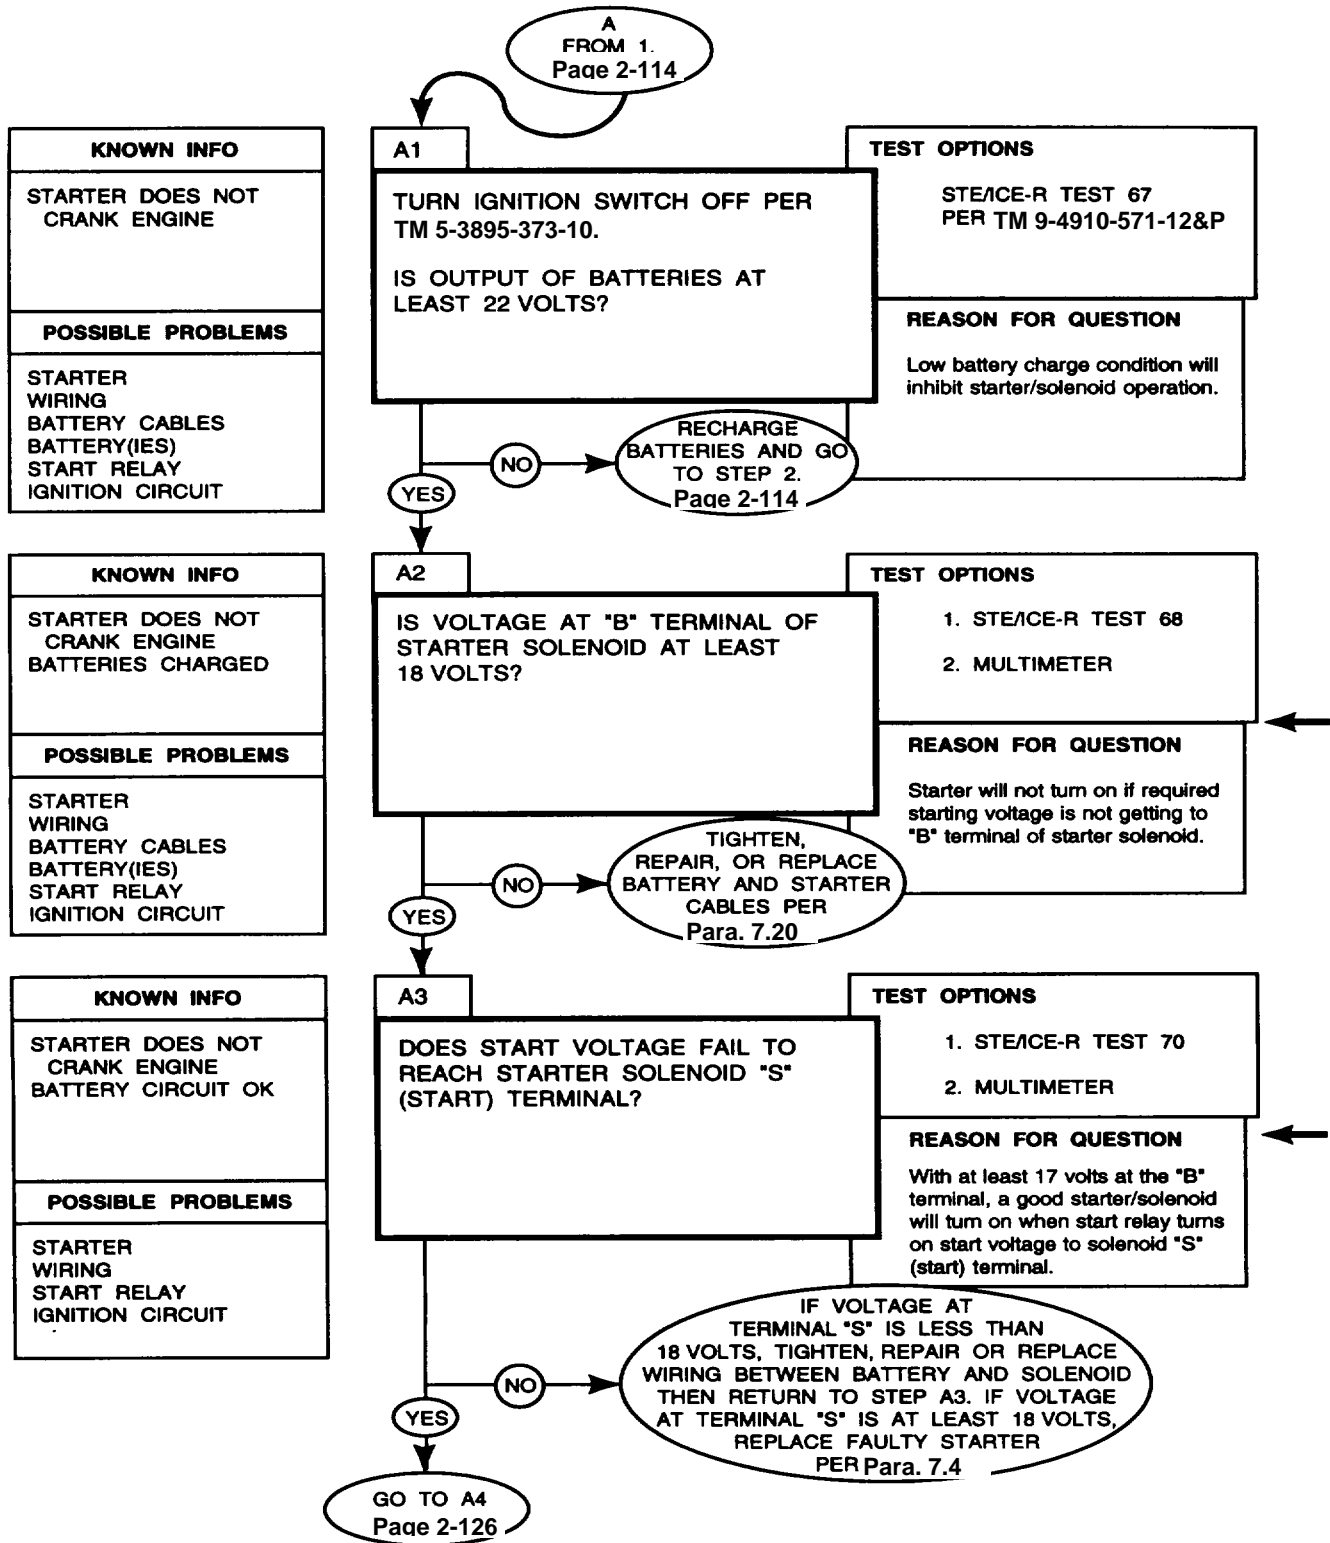 A
FROM 1.
Page 2-114
KNOWN INFO
STARTER DOES NOT
CRANK ENGINE
POSSIBLE PROBLEMS
STARTER
WIRING
BATTERY CABLES
BATTERY(IES)
START RELAY
IGNITION CIRCUIT
A1
TURN IGNITION SWITCH OFF PER
TM 5-3895-373-10.
IS OUTPUT OF BATTERIES AT
LEAST 22 VOLTS?
TEST OPTIONS
STE/ICE-R TEST 67
PER TM 9-4910-571-12&P
REASON FOR QUESTION
Low battery charge condition will
inhibit starter/solenoid operation.
NO
RECHARGE
BATTERIES AND GO
TO STEP 2.
Page 2-114
YES
KNOWN INFO
STARTER DOES NOT
CRANK ENGINE
BATTERIES CHARGED
POSSIBLE PROBLEMS
STARTER
WIRING
BATTERY CABLES
BATTERY(IES)
START RELAY
IGNITION CIRCUIT
A2
IS VOLTAGE AT "B" TERMINAL OF
STARTER SOLENOID AT LEAST
18 VOLTS?
TEST OPTIONS
1. STE/ICE-R TEST 68
2. MULTIMETER
REASON FOR QUESTION
Starter will not turn on if required
starting voltage is not getting to
"B" terminal of starter solenoid.
NO
TIGHTEN,
REPAIR, OR REPLACE
BATTERY AND STARTER
CABLES PER
Para. 7.20
YES
KNOWN INFO
STARTER DOES NOT
CRANK ENGINE
BATTERY CIRCUIT OK
POSSIBLE PROBLEMS
STARTER
WIRING
START RELAY
IGNITION CIRCUIT
A3
DOES START VOLTAGE FAIL TO
REACH STARTER SOLENOID "S"
(START) TERMINAL?
TEST OPTIONS
1. STE/ICE-R TEST 70
2. MULTIMETER
REASON FOR QUESTION
With at least 17 volts at the "B"
terminal, a good starter/solenoid
will turn on when start relay turns
on start voltage to solenoid "S"
(start) terminal.
NO
IF VOLTAGE AT
TERMINAL "S" IS LESS THAN
18 VOLTS, TIGHTEN, REPAIR OR REPLACE
WIRING BETWEEN BATTERY AND SOLENOID
THEN RETURN TO STEP A3. IF VOLTAGE
AT TERMINAL "S" IS AT LEAST 18 VOLTS,
REPLACE FAULTY STARTER
PER Para. 7.4
YES
GO TO A4
Page 2-126